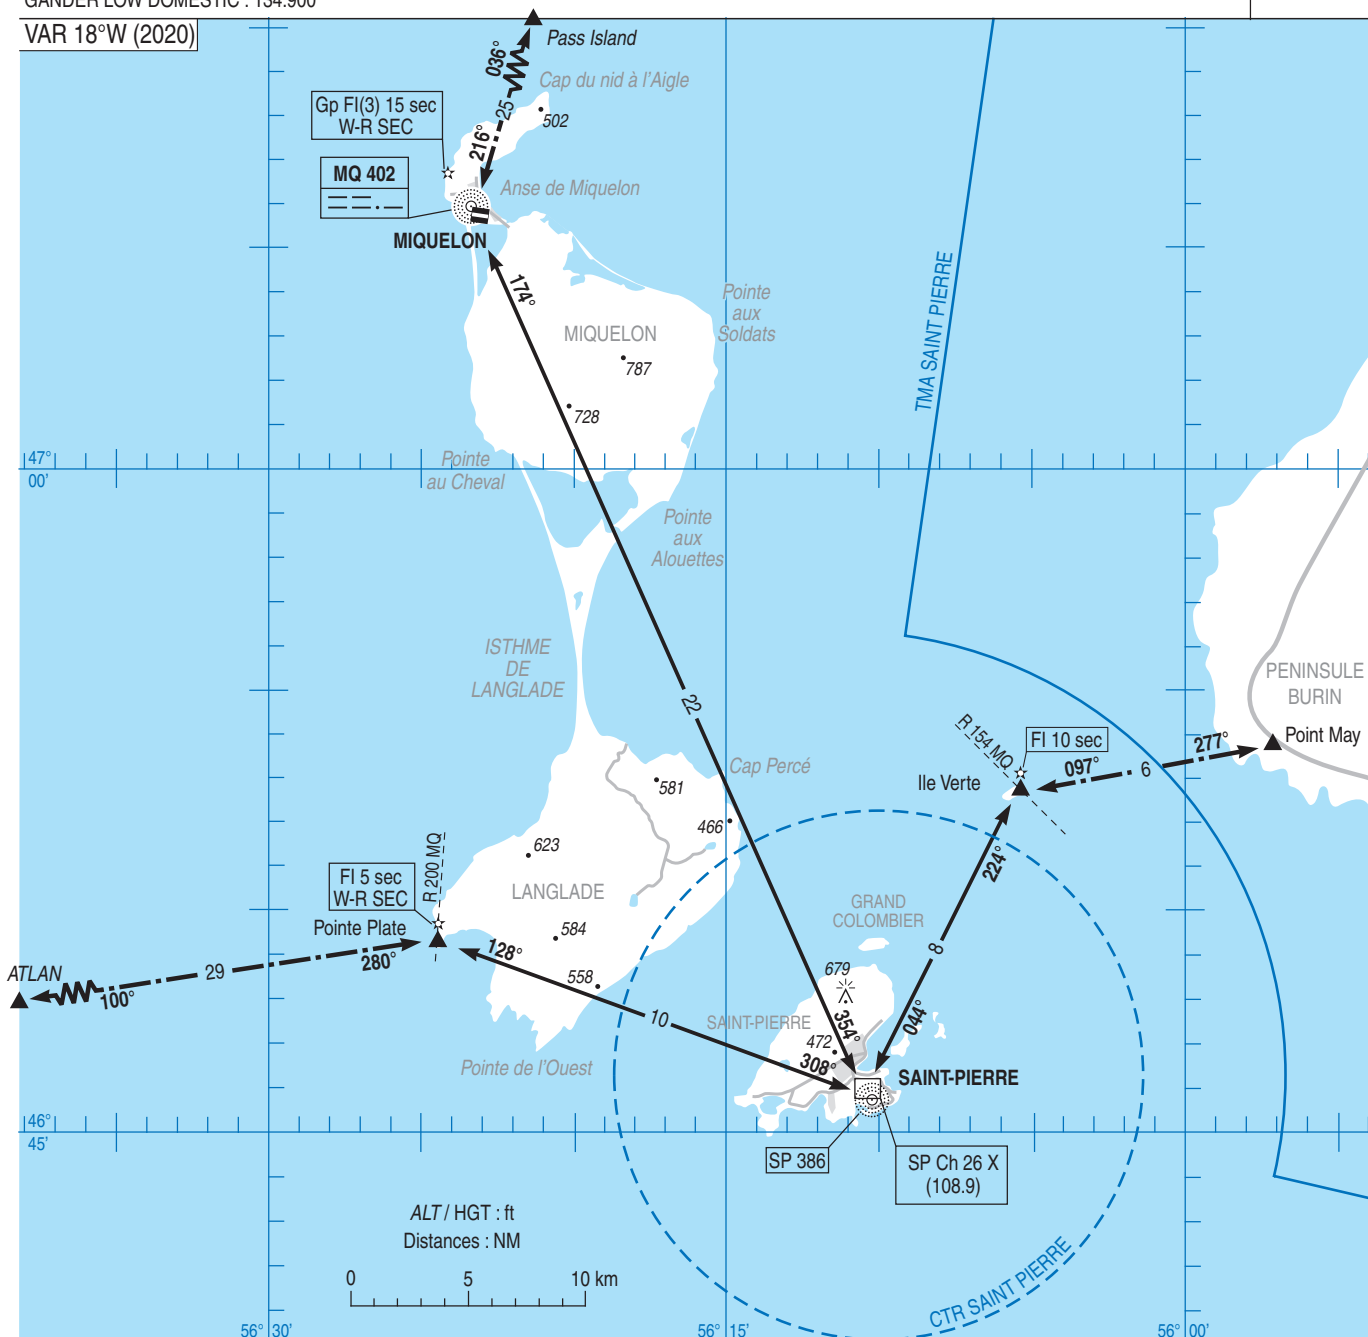 GANDER LOW DOMESTIC : 134.900
VAR 18°W (2020)
Pass Island
036°
Cap du nid à l'Aigle
Gp Fl(3) 15 sec
W-R SEC
25
502
216°
MQ 402
Anse de Miquelon
MIQUELON
174°
Pointe
aux
Soldats
TMA SAINT PIERRE
MIQUELON
787
728
47°
00'
Pointe
au Cheval
Pointe
aux
Alouettes
ISTHME
DE
LANGLADE
22
PENINSULE
BURIN
R 154 MQ
Fl 10 sec
277°
Point May
097°
6
Ile Verte
Cap Percé
581
466
623
R 200 MQ
224°
Fl 5 sec
W-R SEC
LANGLADE
GRAND
COLOMBIER
Pointe Plate
584
128°
8
ATLAN
29
280°
100°
558
679
10
SAINT-PIERRE
354°
044°
472
308°
Pointe de l'Ouest
SAINT-PIERRE
46°
45'
SP 386
SP Ch 26 X
(108.9)
ALT / HGT : ft
Distances : NM
0 5 10 km
CTR SAINT PIERRE
56° 30'
56° 15'
56° 00'